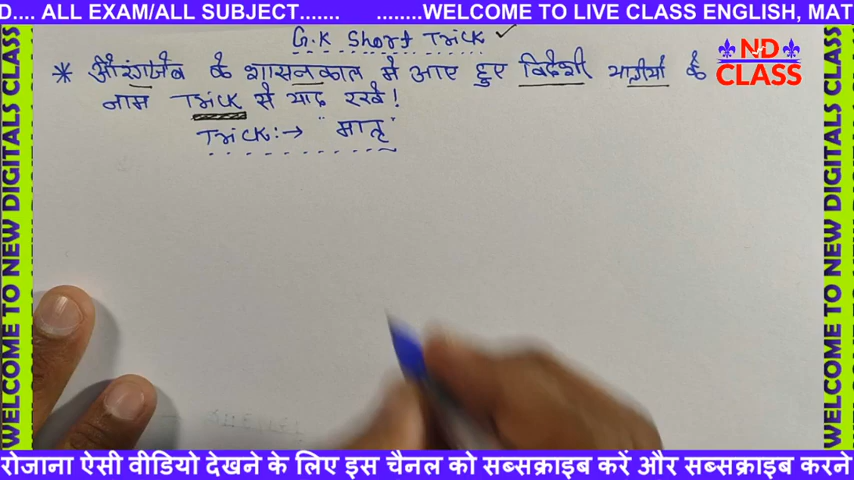 D.... ALL EXAM/ALL SUBJECT....... ........WELCOME TO LIVE CLASS ENGLISH, MAT
G.K Short Trick ✓
* औरंगजेब के शासनकाल मे आए हुए विदेशी यात्रीयों के
नाम Trick से याद रखे!
Trick:→ "मातृ"
ND
CLASS
WELCOME TO NEW DIGITALS CLASS
WELCOME TO NEW DIGITALS CLASS
रोजाना ऐसी वीडियो देखने के लिए इस चैनल को सब्सक्राइब करें और सब्सक्राइब करने